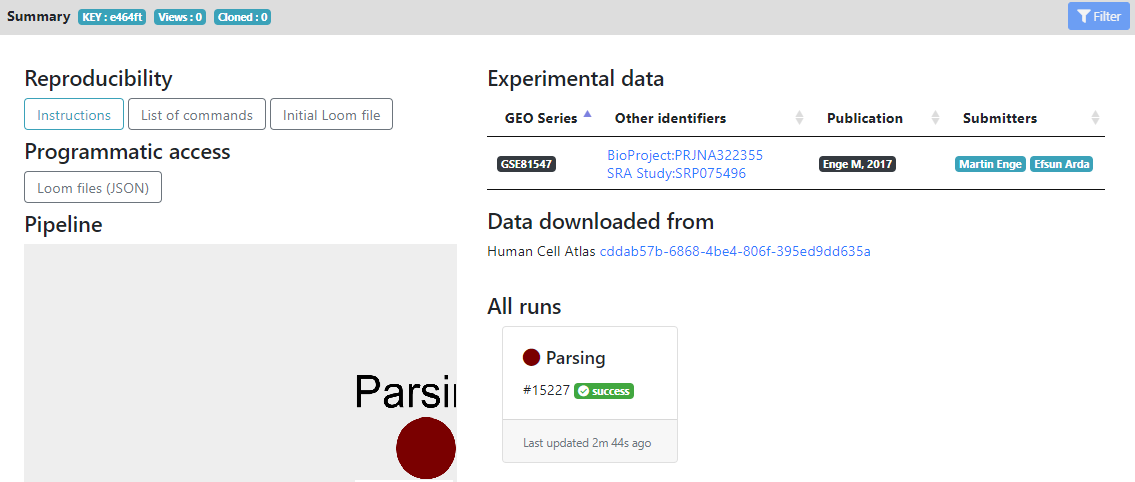 Summary KEY : e464ft Views : 0 Cloned : 0 Filter
Reproducibility
Instructions List of commands Initial Loom file
Programmatic access
Loom files (JSON)
Pipeline
Parsin
Experimental data
GEO Series Other identifiers Publication Submitters
GSE81547 BioProject:PRJNA322355 Enge M, 2017 Martin Enge Efsun Arda
SRA Study:SRP075496
Data downloaded from
Human Cell Atlas cddab57b-6868-4be4-806f-395ed9dd635a
All runs
Parsing
#15227 success
Last updated 2m 44s ago